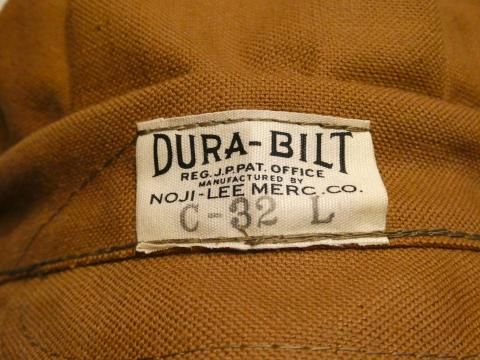 DURA-BILT
REG.J.P.PAT.OFFICE
MANUFACTURED BY
NOJI-LEE MERC.CO.
C-32 L